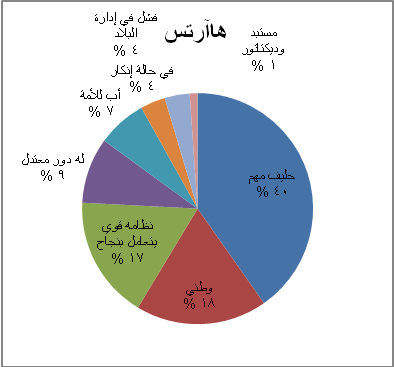 هاآرتس
مستبد
وديكتاتور
١ %
حليف مهم
٤٠ %
وطني
١٨ %
نظامه قوي
يتعامل بنجاح
١٧ %
له دور معتدل
٩ %
أب للأمة
٧ %
في حالة إنكار
٤ %
فشل في إدارة
البلاد
٤ %